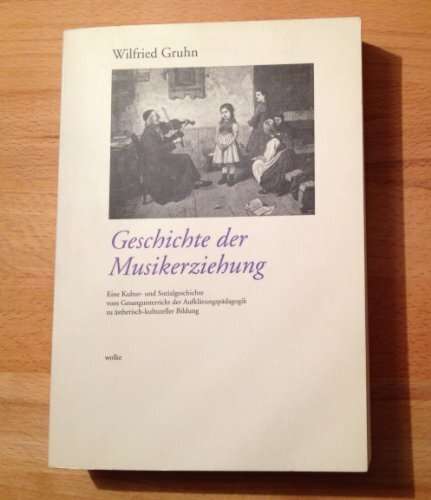 Wilfried Gruhn
Geschichte der
Musikerziehung
Eine Kultur- und Sozialgeschichte
vom Gesangunterricht der Aufklärungspädagogik
zu ästhetisch-kultureller Bildung
wolke